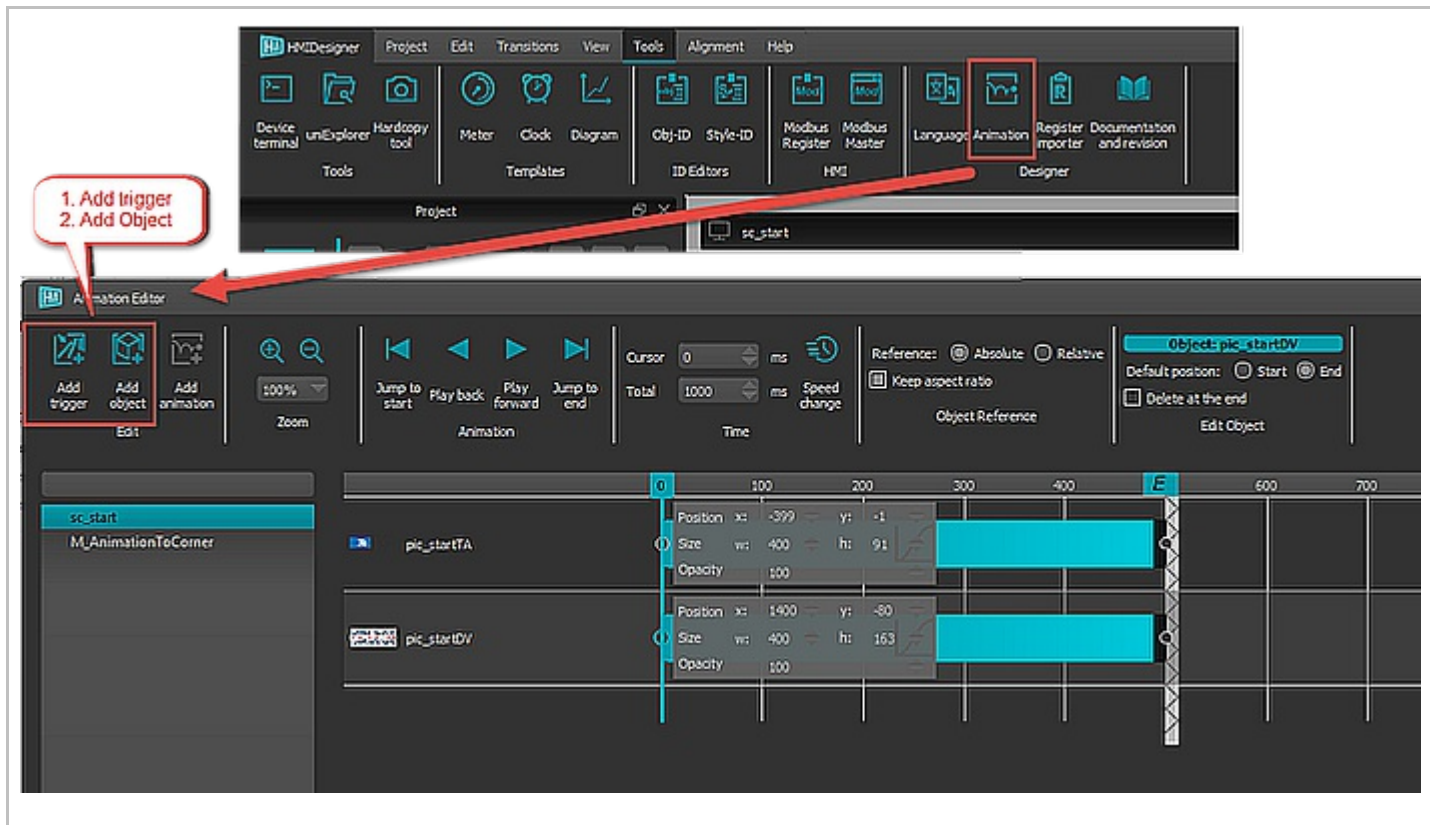 HMIDesigner Project Edit Transitions View Tools Alignment Help
Device terminal
uniExplorer
Hardcopy tool
Meter
Clock
Diagram
Obj-ID
Style-ID
Modbus Register
Modbus Master
Language
Animation
Register importer
Documentation and revision
Tools Templates ID Editors HMI Designer
Project
sc_start
1. Add trigger
2. Add Object
Animation Editor
Add trigger
Add object
Add animation
Edit
100%
Zoom
Jump to start
Play back
Play forward
Jump to end
Animation
Cursor 0 ms
Total 1000 ms
Speed change
Time
Reference: Absolute Relative
Keep aspect ratio
Object Reference
Object: pic_startDV
Default position: Start End
Delete at the end
Edit Object
0 100 200 300 400 E 600 700
sc_start
M_AnimationToCorner
pic_startTA
Position x: -399 y: -1
Size w: 400 h: 91
Opacity 100
pic_startDV
Position x: 1400 y: -80
Size w: 400 h: 163
Opacity 100